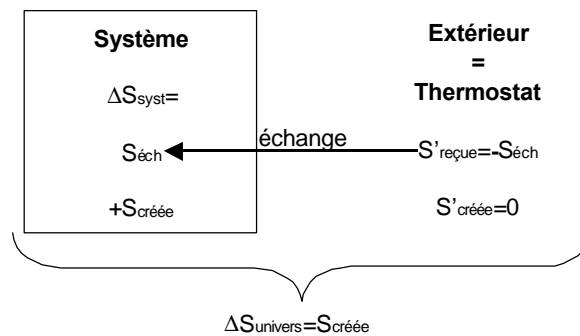 Système
ΔSsyst=
Séch
+Scréée
échange
Extérieur
=
Thermostat
S'reçue=-Séch
S'créée=0
ΔSunivers=Scréée